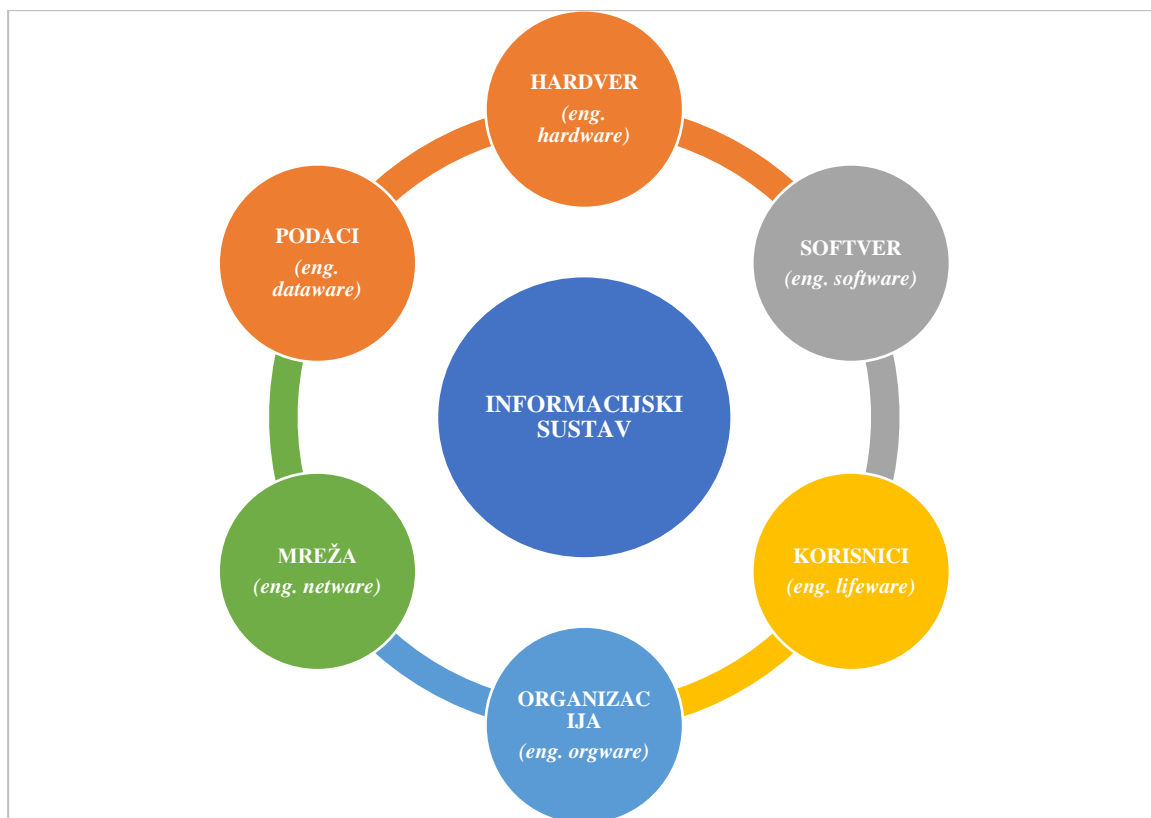 HARDVER
(eng.
hardware)
SOFTVER
(eng. software)
KORISNICI
(eng. lifeware)
ORGANIZAC
IJA
(eng. orgware)
MREŽA
(eng. netware)
PODACI
(eng.
dataware)
INFORMACIJSKI
SUSTAV